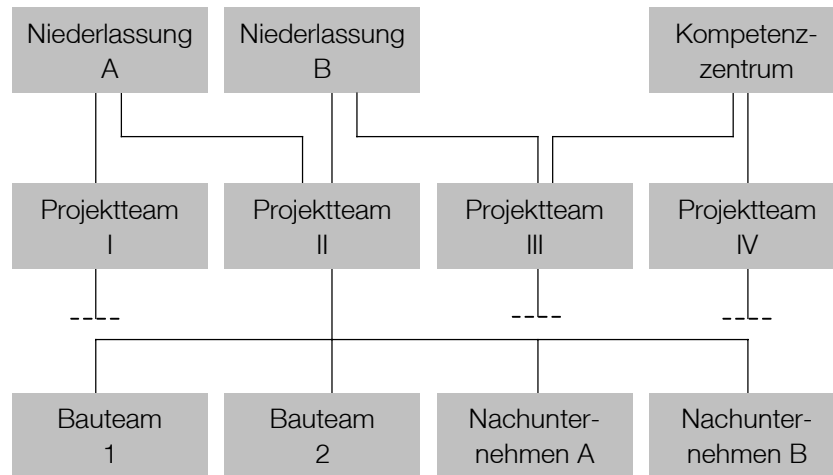 Niederlassung
A
Niederlassung
B
Kompetenz-
zentrum
Projektteam
I
Projektteam
II
Projektteam
III
Projektteam
IV
Bauteam
1
Bauteam
2
Nachunter-
nehmen A
Nachunter-
nehmen B